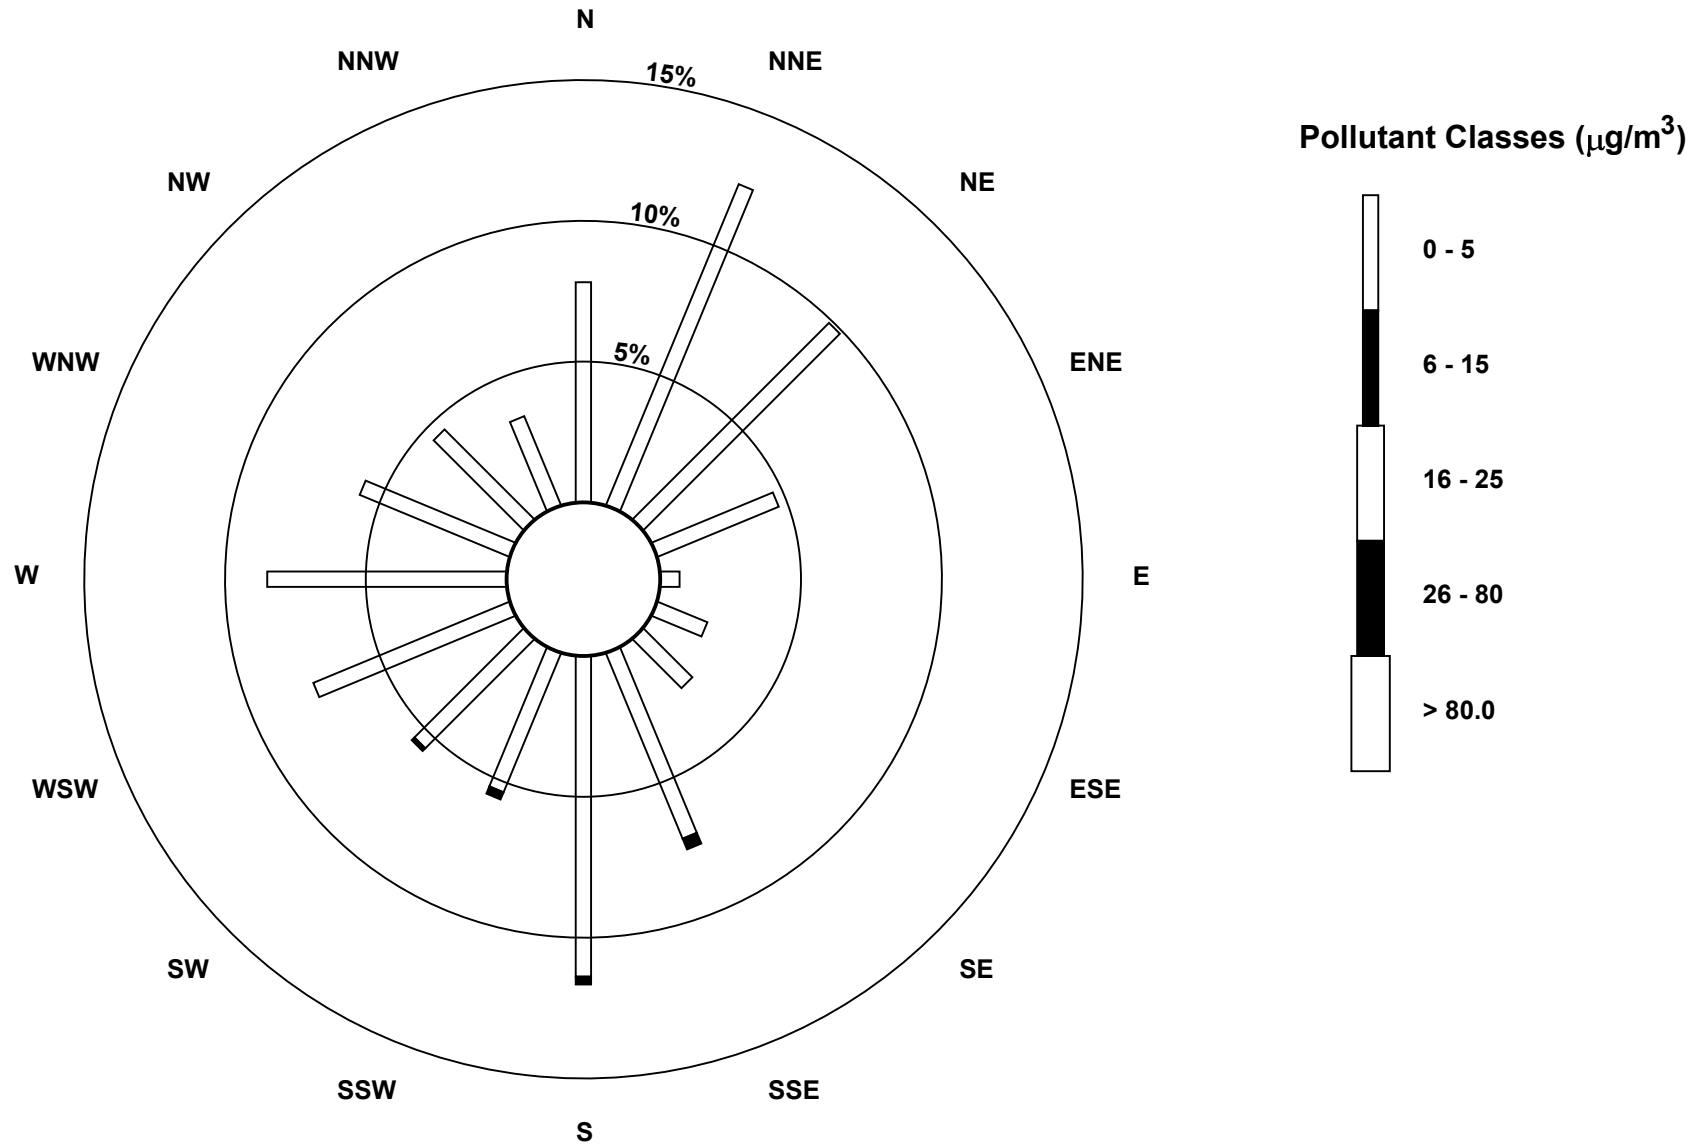 N
NNW
NNE
15%
NW
NE
10%
WNW
ENE
5%
W
E
WSW
ESE
SW
SE
SSW
SSE
S
Pollutant Classes (μg/m³)
0 - 5
6 - 15
16 - 25
26 - 80
> 80.0